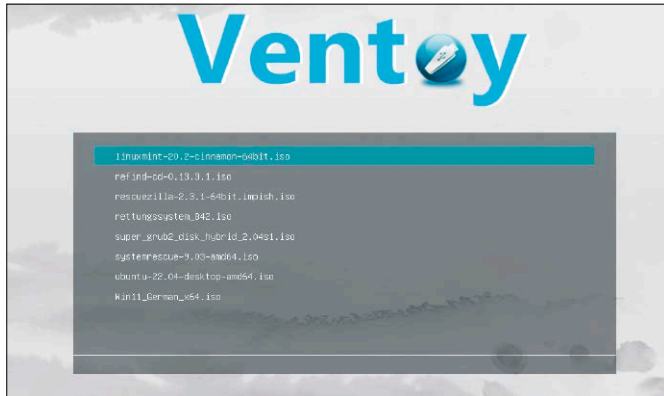 Ventoy
linuxmint-20.2-cinnamon-64bit.iso
refind-cd-0.13.3.1.iso
rescuezilla-2.3.1-64bit.impish.iso
rettungssystem_842.iso
super_grub2_disk_hybrid_2.04s1.iso
systemrescue-9.03-amd64.iso
ubuntu-22.04-desktop-amd64.iso
Win11_German_x64.iso